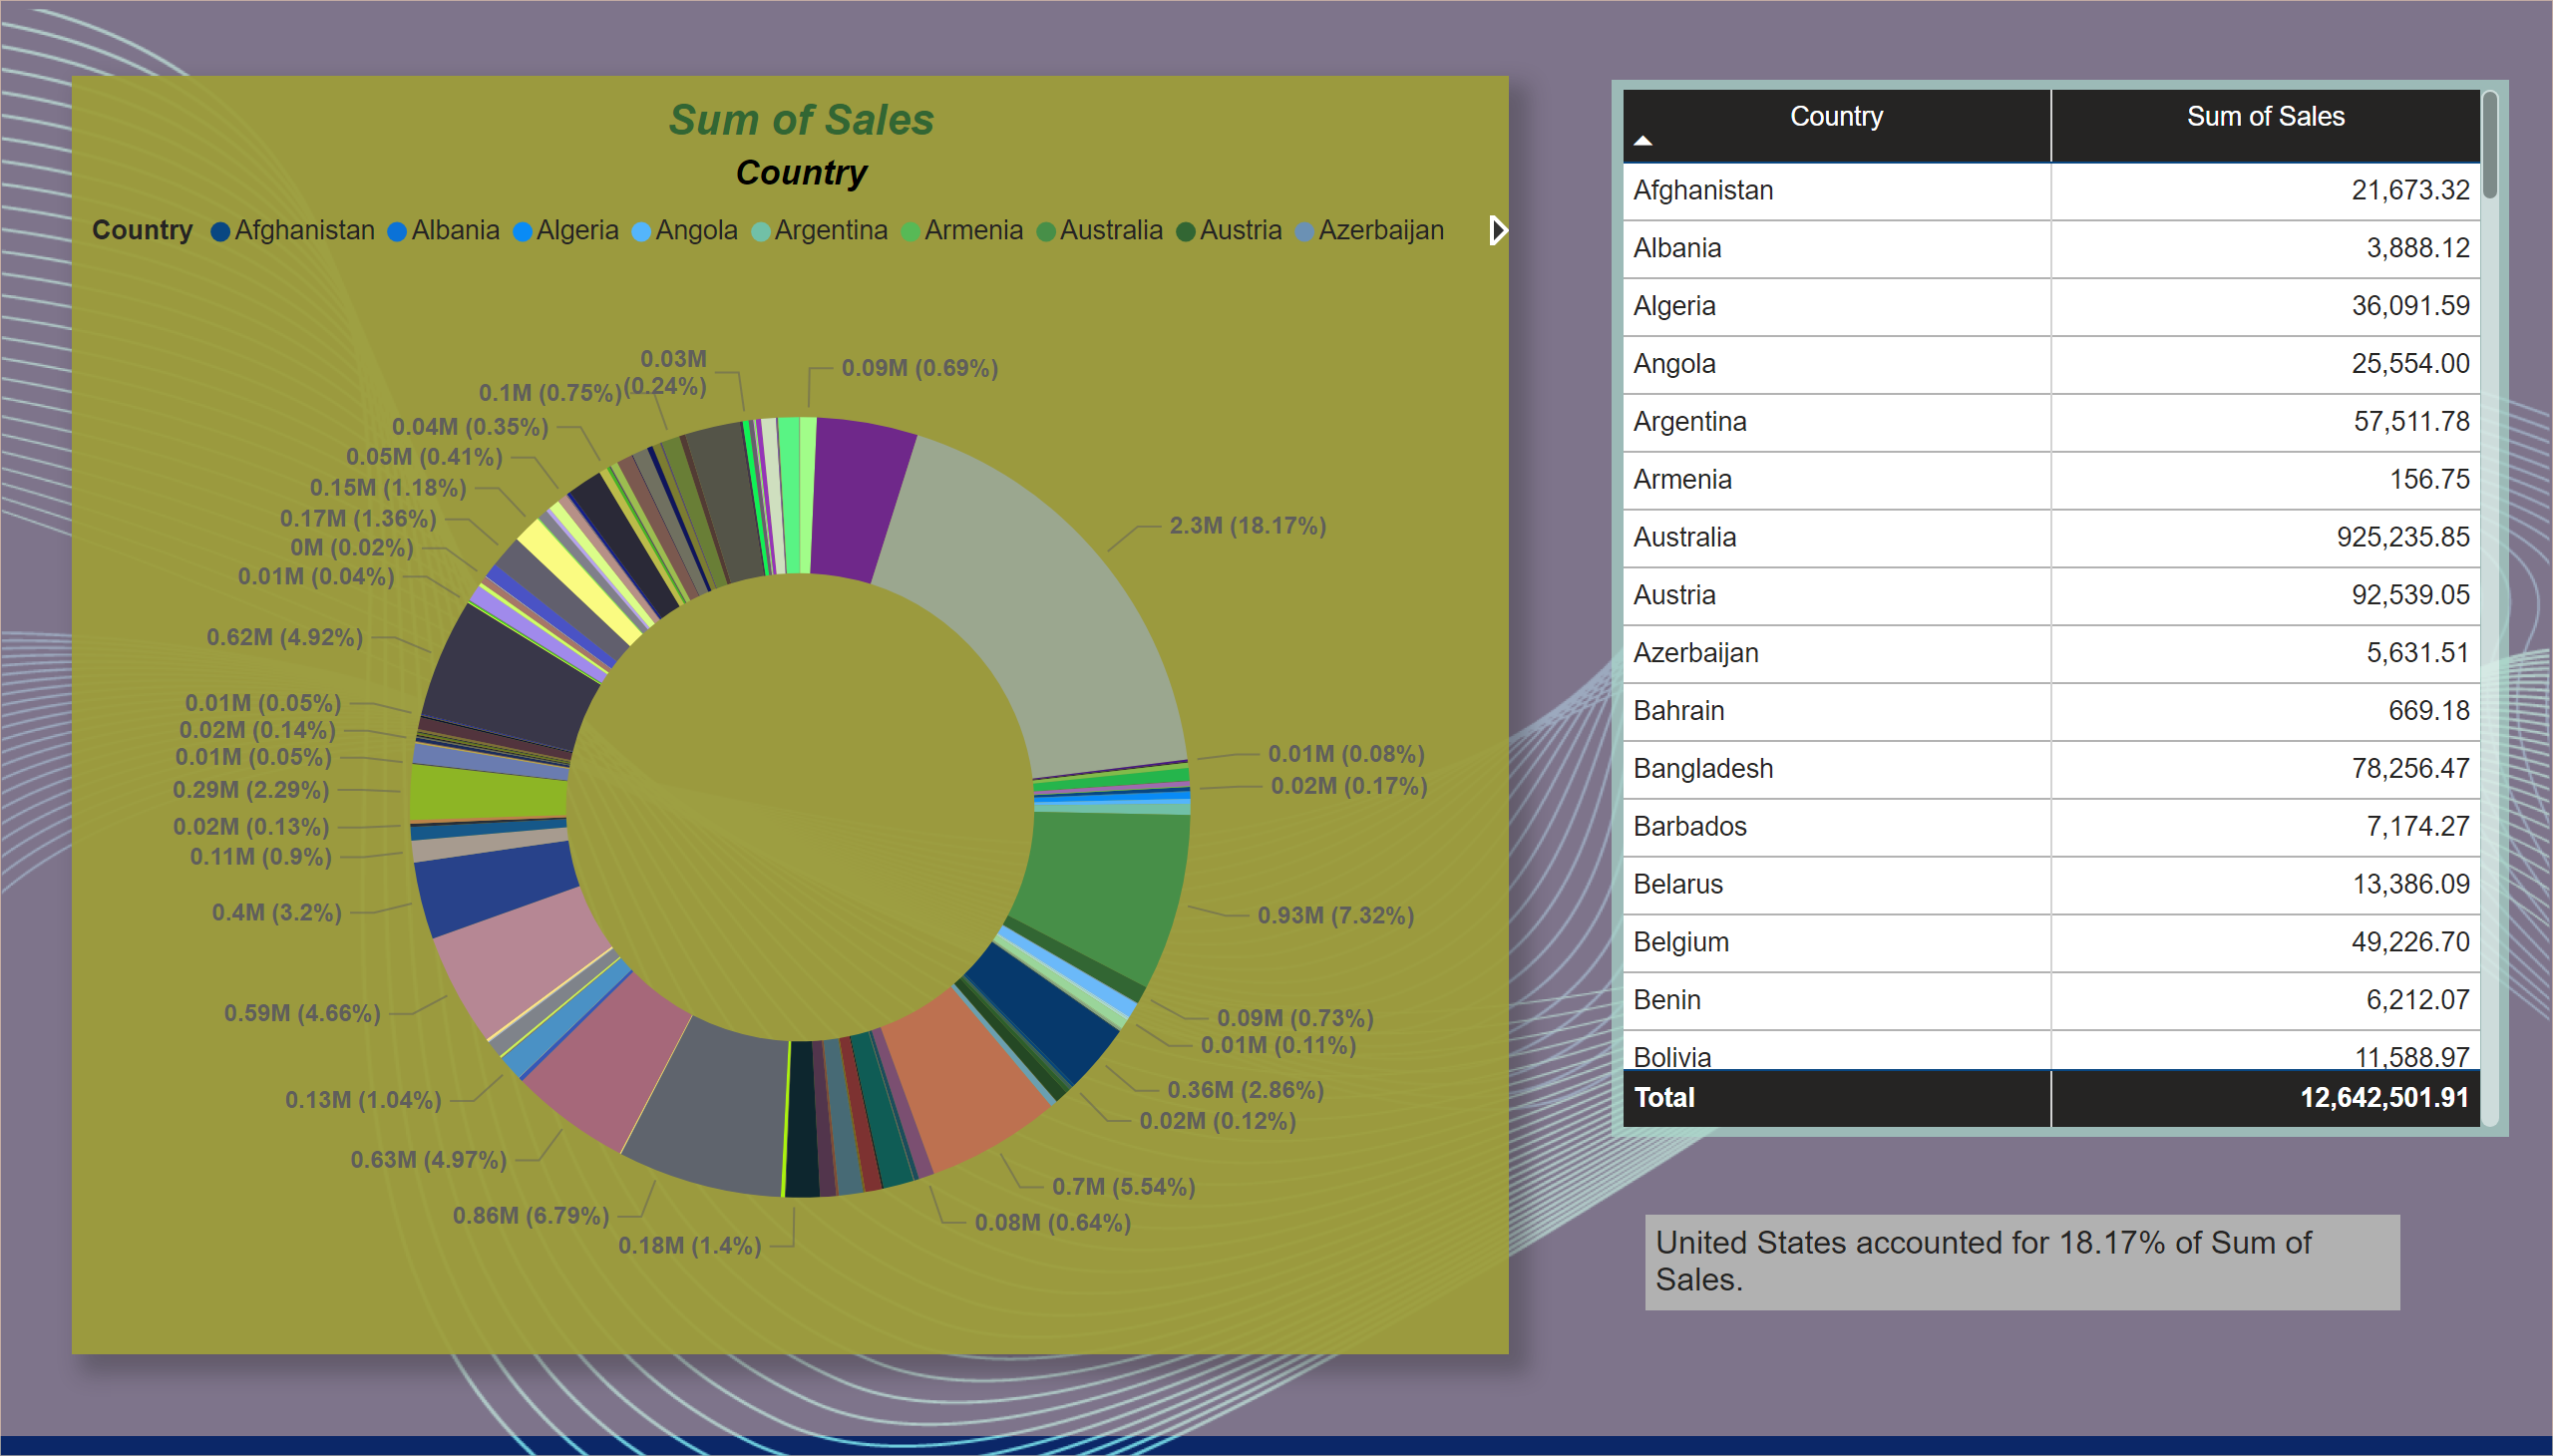 Sum of Sales
Country
Country Afghanistan Albania Algeria Angola Argentina Armenia Australia Austria Azerbaijan
0.09M (0.69%)
2.3M (18.17%)
0.01M (0.08%)
0.02M (0.17%)
0.93M (7.32%)
0.09M (0.73%)
0.01M (0.11%)
0.36M (2.86%)
0.02M (0.12%)
0.7M (5.54%)
0.08M (0.64%)
0.18M (1.4%)
0.86M (6.79%)
0.63M (4.97%)
0.13M (1.04%)
0.59M (4.66%)
0.4M (3.2%)
0.11M (0.9%)
0.02M (0.13%)
0.29M (2.29%)
0.01M (0.05%)
0.02M (0.14%)
0.01M (0.05%)
0.62M (4.92%)
0.01M (0.04%)
0M (0.02%)
0.17M (1.36%)
0.15M (1.18%)
0.05M (0.41%)
0.04M (0.35%)
0.1M (0.75%)
0.03M
(0.24%)
Country Sum of Sales
Afghanistan 21,673.32
Albania 3,888.12
Algeria 36,091.59
Angola 25,554.00
Argentina 57,511.78
Armenia 156.75
Australia 925,235.85
Austria 92,539.05
Azerbaijan 5,631.51
Bahrain 669.18
Bangladesh 78,256.47
Barbados 7,174.27
Belarus 13,386.09
Belgium 49,226.70
Benin 6,212.07
Bolivia 11,588.97
Total 12,642,501.91
United States accounted for 18.17% of Sum of
Sales.